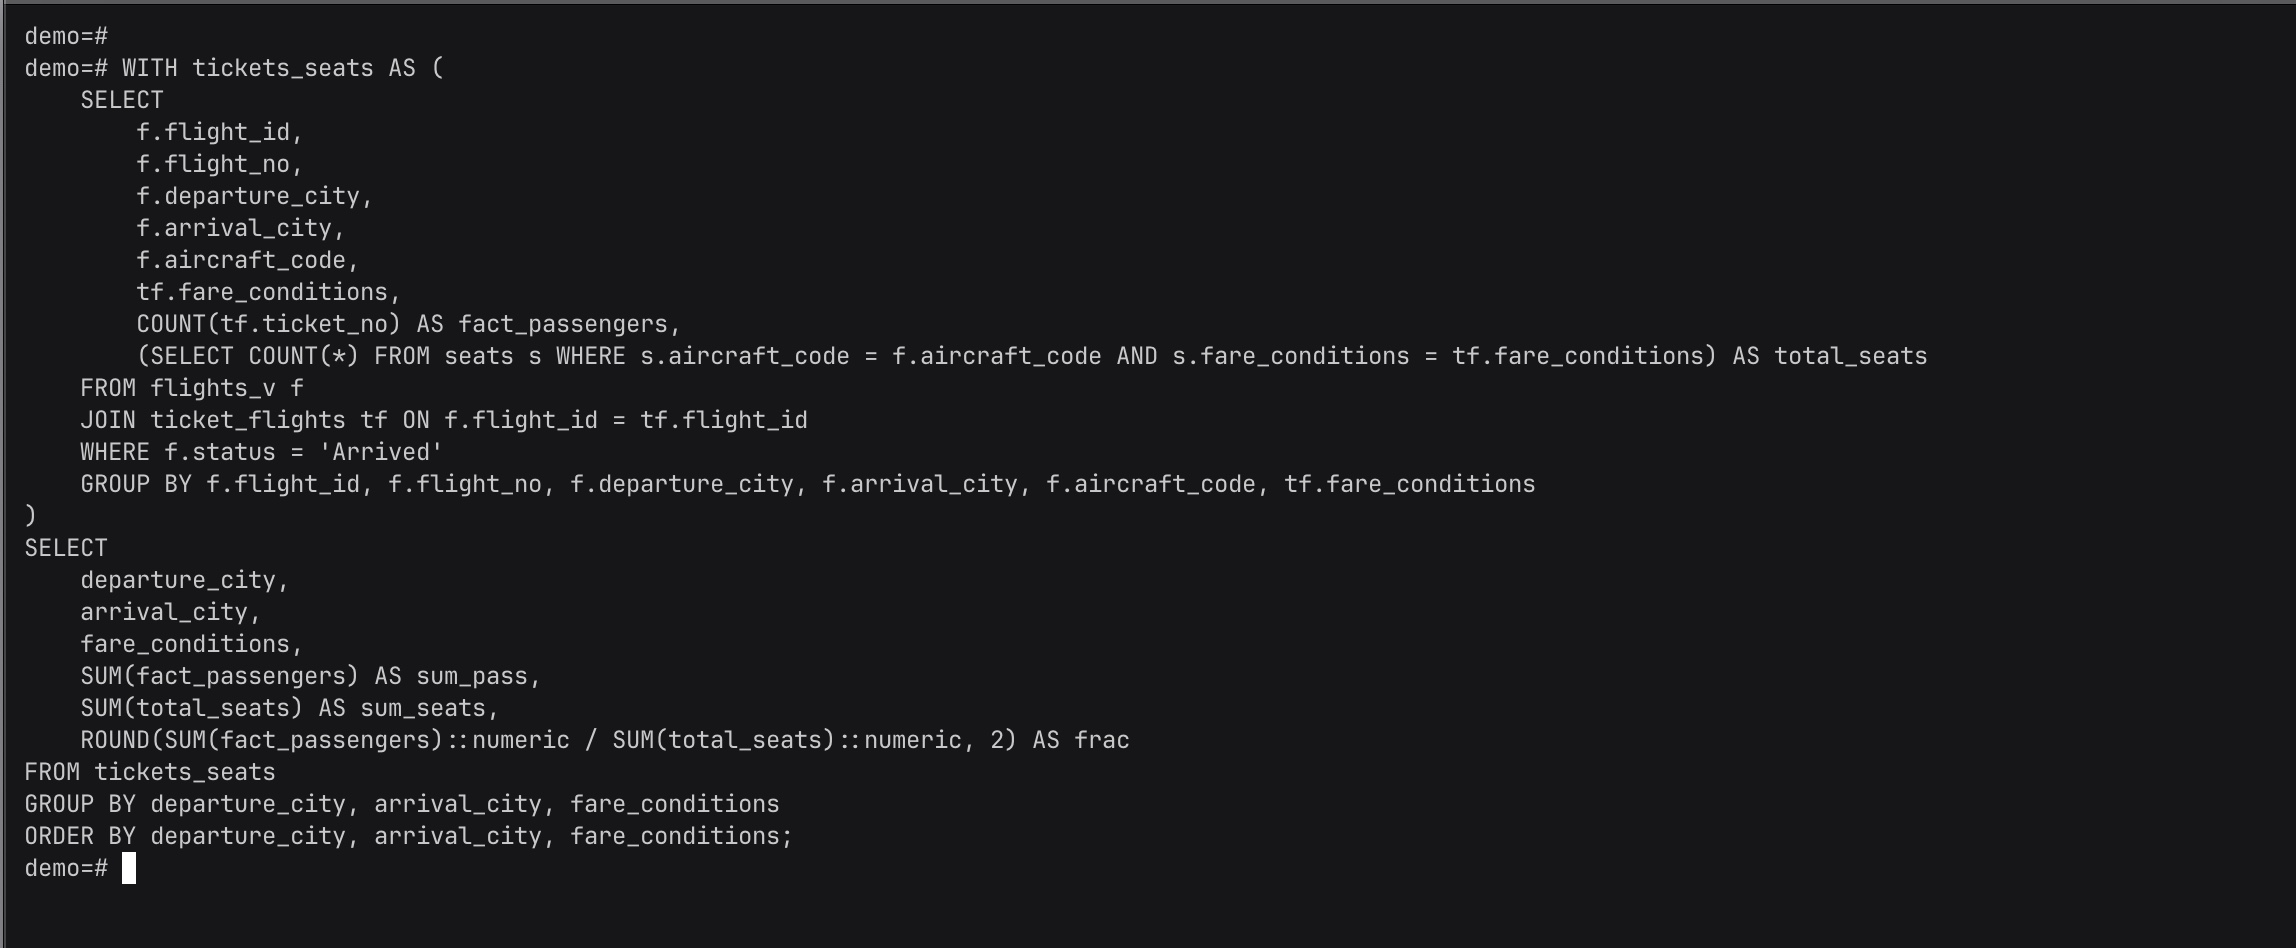 demo=#
demo=# WITH tickets_seats AS (
    SELECT
        f.flight_id,
        f.flight_no,
        f.departure_city,
        f.arrival_city,
        f.aircraft_code,
        tf.fare_conditions,
        COUNT(tf.ticket_no) AS fact_passengers,
        (SELECT COUNT(*) FROM seats s WHERE s.aircraft_code = f.aircraft_code AND s.fare_conditions = tf.fare_conditions) AS total_seats
    FROM flights_v f
    JOIN ticket_flights tf ON f.flight_id = tf.flight_id
    WHERE f.status = 'Arrived'
    GROUP BY f.flight_id, f.flight_no, f.departure_city, f.arrival_city, f.aircraft_code, tf.fare_conditions
)
SELECT
    departure_city,
    arrival_city,
    fare_conditions,
    SUM(fact_passengers) AS sum_pass,
    SUM(total_seats) AS sum_seats,
    ROUND(SUM(fact_passengers)::numeric / SUM(total_seats)::numeric, 2) AS frac
FROM tickets_seats
GROUP BY departure_city, arrival_city, fare_conditions
ORDER BY departure_city, arrival_city, fare_conditions;
demo=#